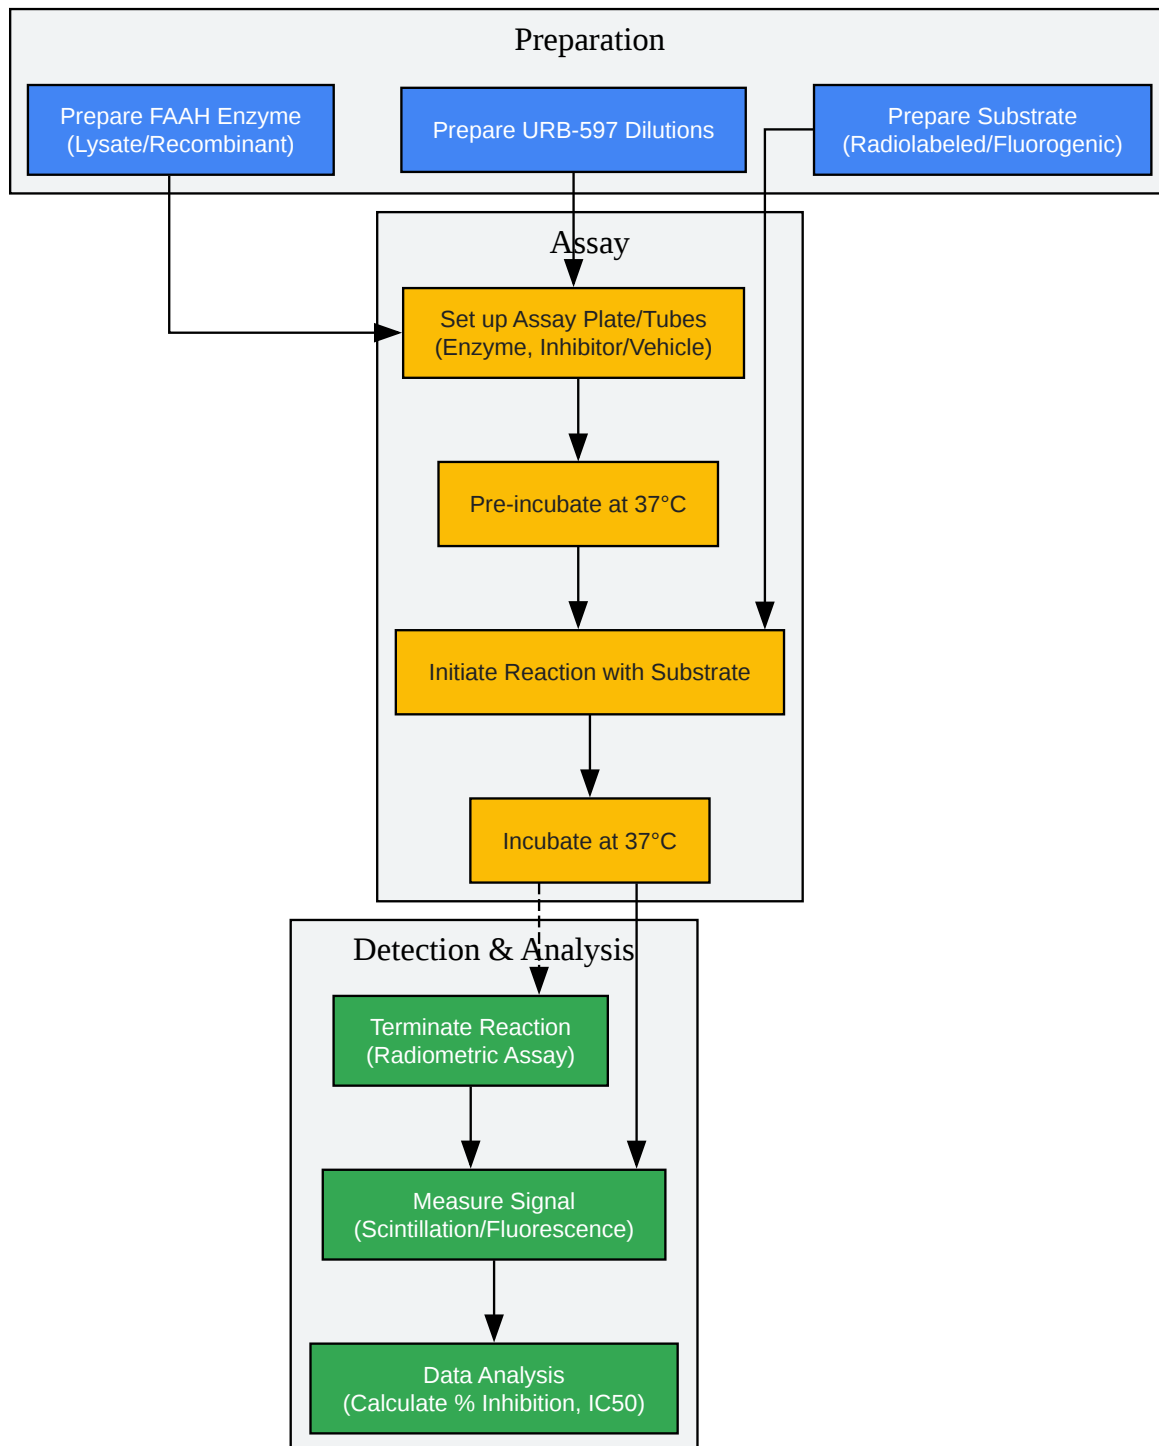 Preparation
Prepare FAAH Enzyme
(Lysate/Recombinant)
Prepare URB-597 Dilutions
Prepare Substrate
(Radiolabeled/Fluorogenic)
Assay
Set up Assay Plate/Tubes
(Enzyme, Inhibitor/Vehicle)
Pre-incubate at 37°C
Initiate Reaction with Substrate
Incubate at 37°C
Detection & Analysis
Terminate Reaction
(Radiometric Assay)
Measure Signal
(Scintillation/Fluorescence)
Data Analysis
(Calculate % Inhibition, IC50)